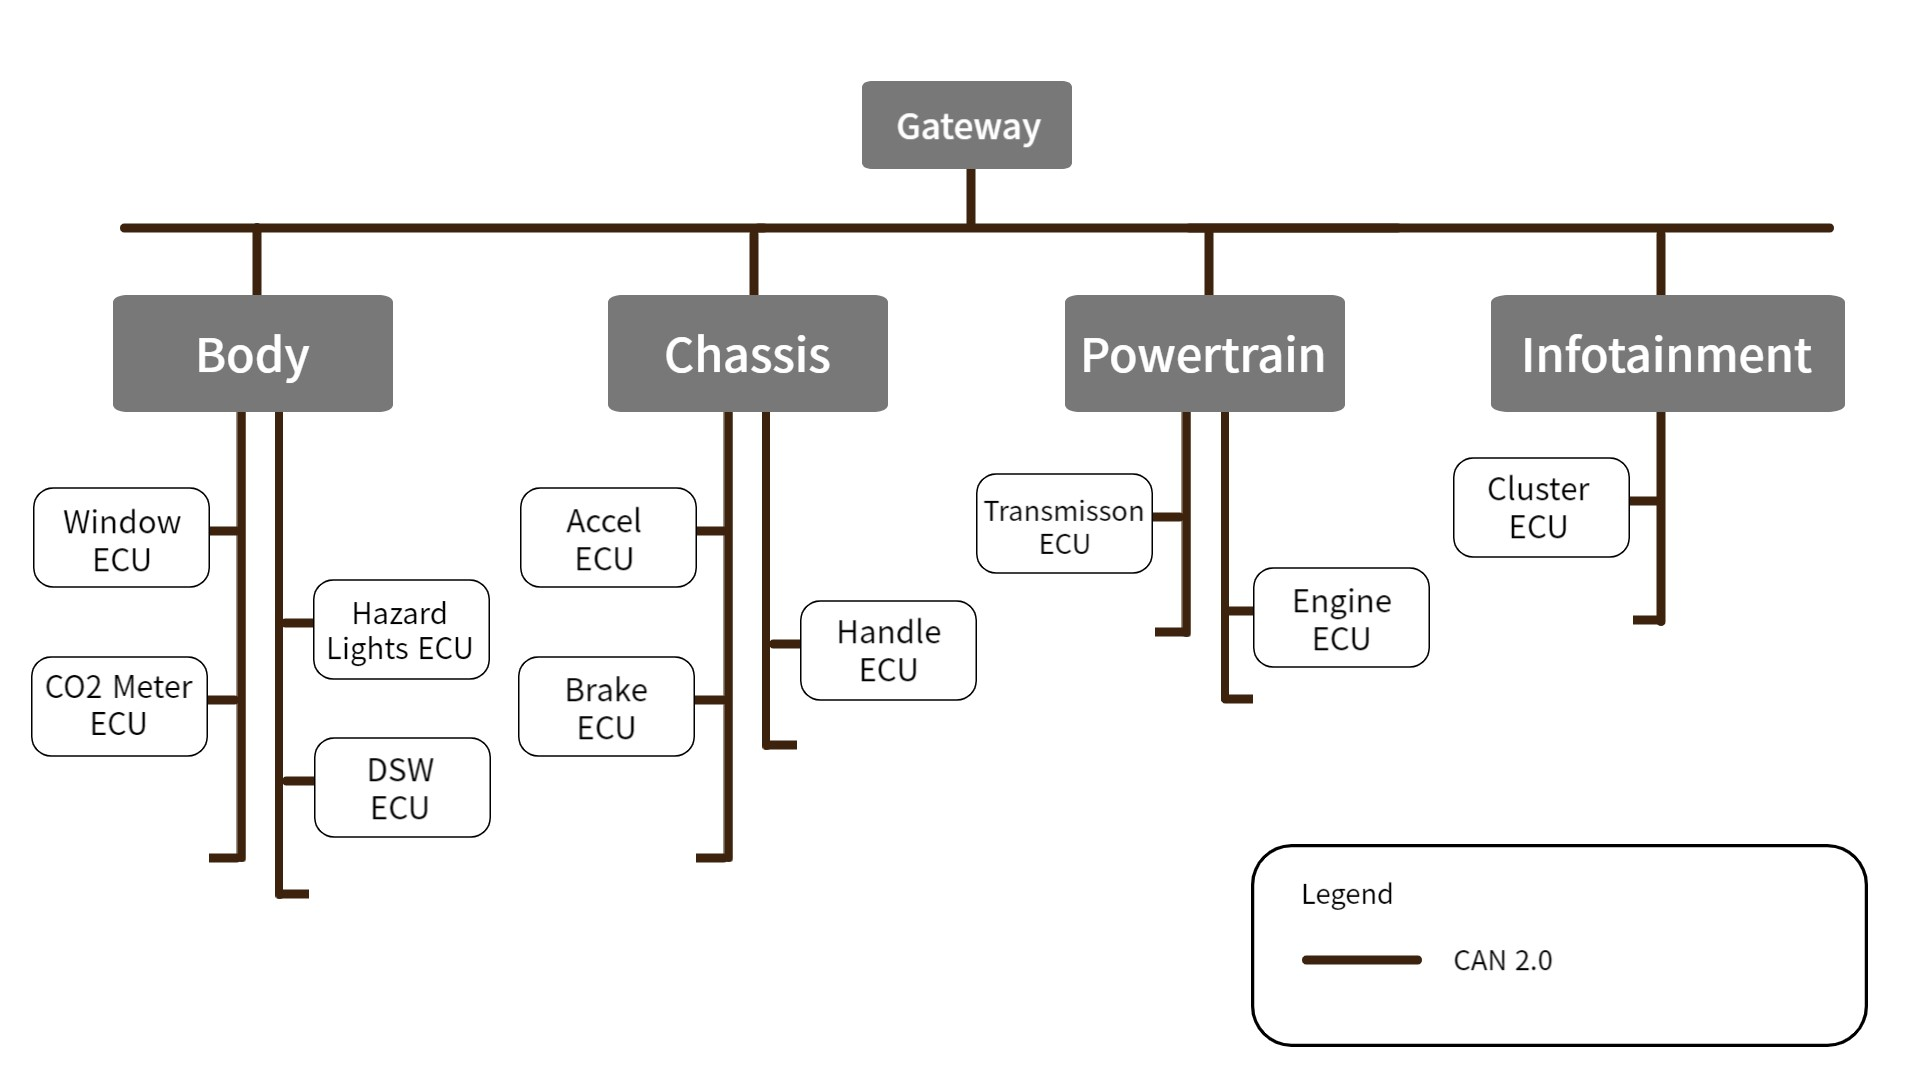 Gateway
Body
Chassis
Powertrain
Infotainment
Window
ECU
Hazard
Lights ECU
CO2 Meter
ECU
DSW
ECU
Accel
ECU
Handle
ECU
Brake
ECU
Transmisson
ECU
Engine
ECU
Cluster
ECU
Legend
CAN 2.0